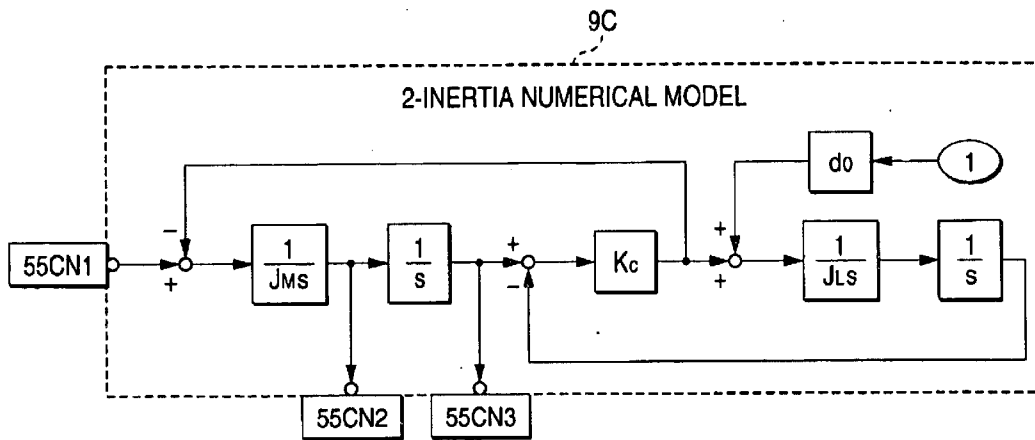 9C
2-INERTIA NUMERICAL MODEL
d0
1
−
+
55CN1
1
JMs
1
s
+
−
Kc
+
+
1
JLs
1
s
55CN2
55CN3